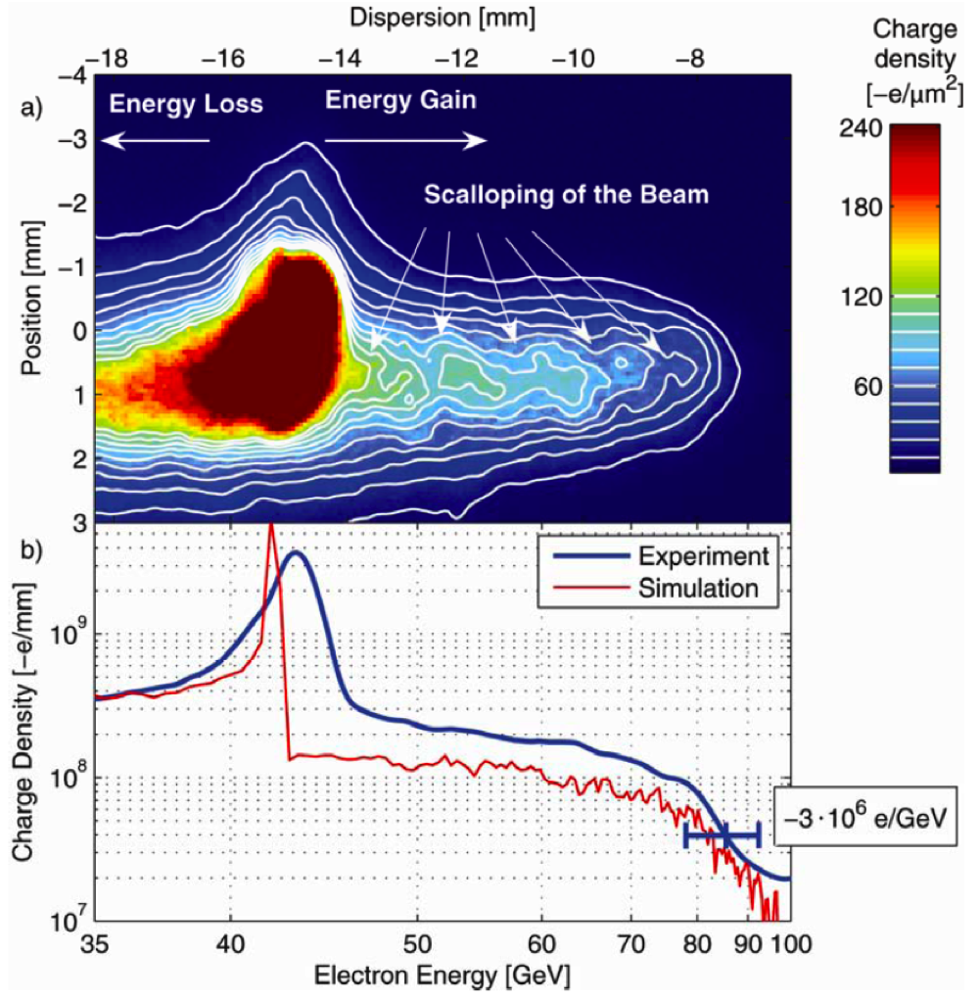 Dispersion [mm]
−18 −16 −14 −12 −10 −8
Charge
density
[−e/µm²]
a)
−4
−3
−2
−1
0
1
2
3
Position [mm]
Energy Loss
Energy Gain
Scalloping of the Beam
240
180
120
60
b)
Experiment
Simulation
10⁹
10⁸
10⁷
Charge Density [−e/mm]
−3·10⁶ e/GeV
35 40 50 60 70 80 90 100
Electron Energy [GeV]